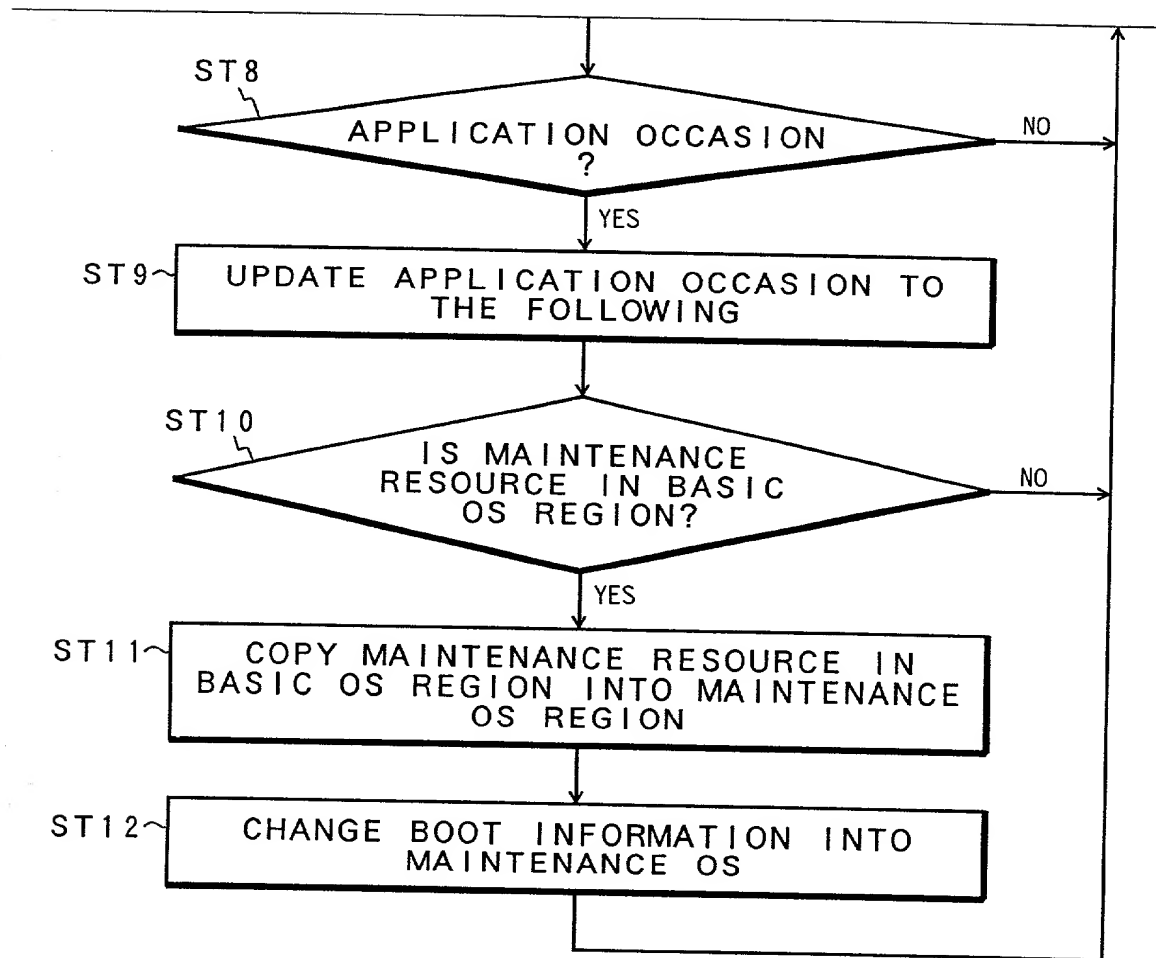 ST8
APPLICATION OCCASION
?
NO
YES
ST9
UPDATE APPLICATION OCCASION TO
THE FOLLOWING
ST10
IS MAINTENANCE
RESOURCE IN BASIC
OS REGION?
NO
YES
ST11
COPY MAINTENANCE RESOURCE IN
BASIC OS REGION INTO MAINTENANCE
OS REGION
ST12
CHANGE BOOT INFORMATION INTO
MAINTENANCE OS